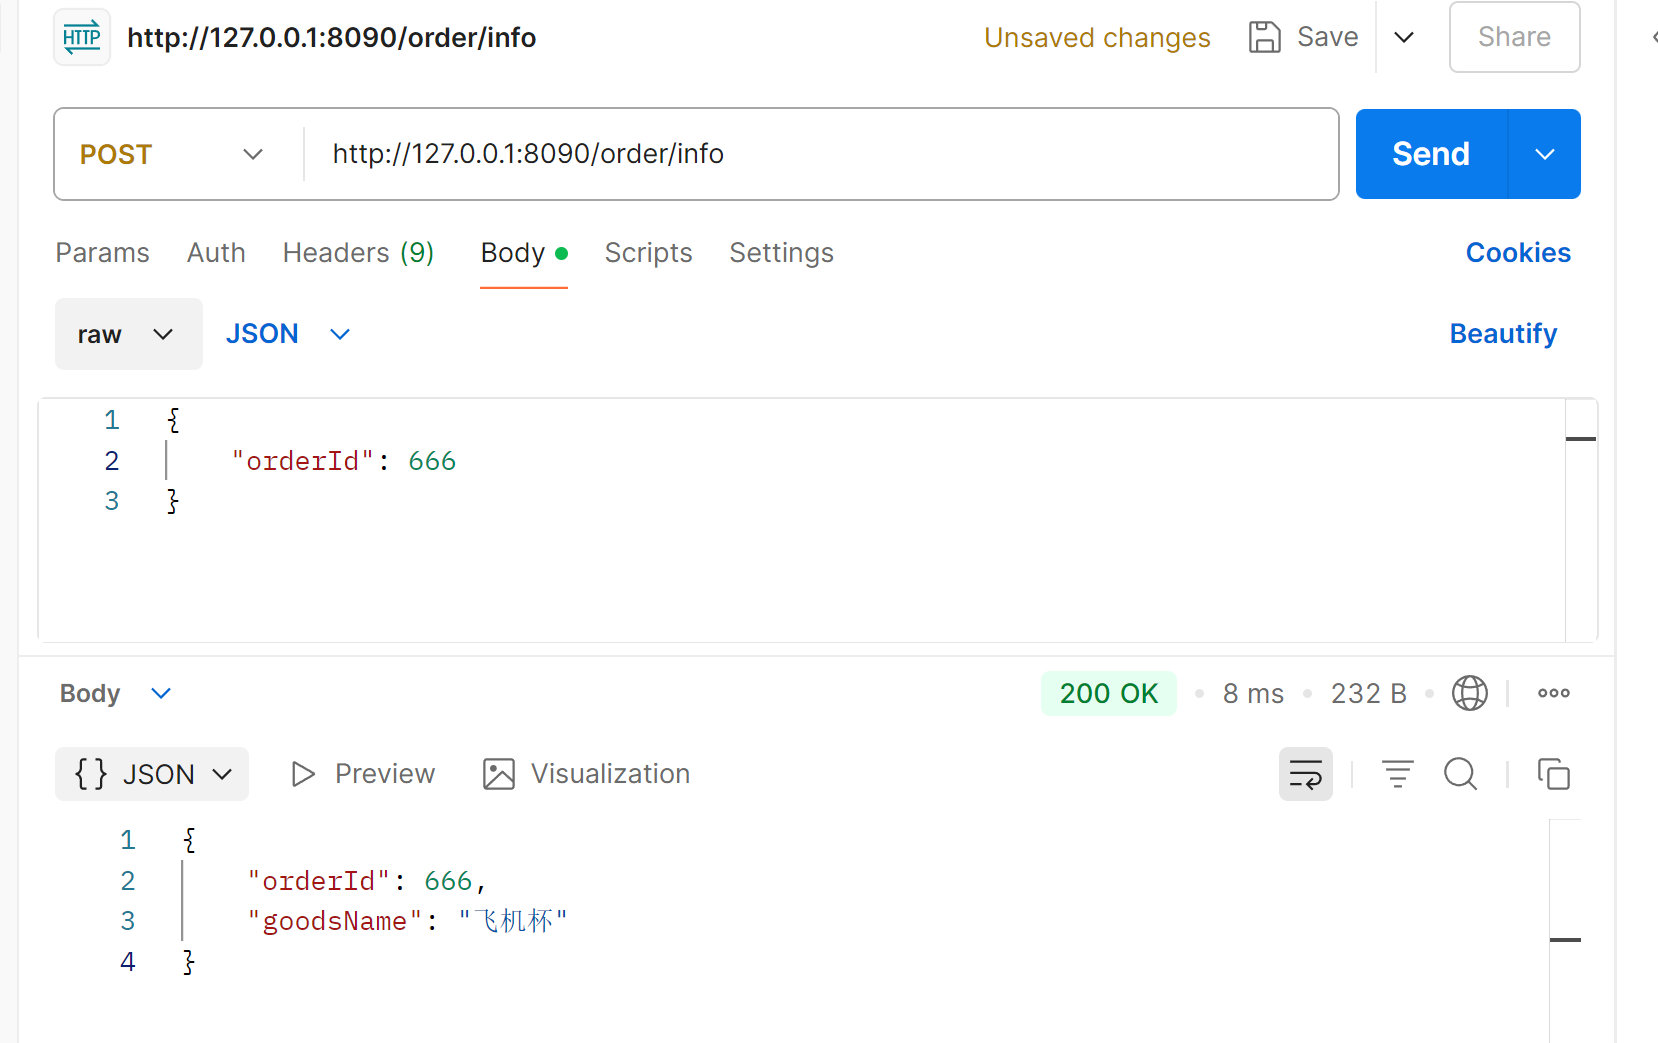 HTTP http://127.0.0.1:8090/order/info Unsaved changes Save Share
POST http://127.0.0.1:8090/order/info Send
Params Auth Headers (9) Body Scripts Settings Cookies
raw JSON Beautify
1 {
2 "orderId": 666
3 }
Body 200 OK 8 ms 232 B
{} JSON Preview Visualization
1 {
2 "orderId": 666,
3 "goodsName": "飞机杯"
4 }